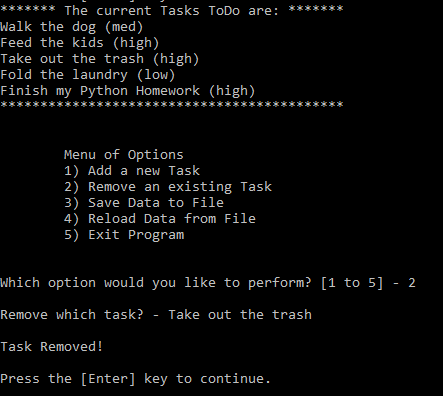 ******* The current Tasks ToDo are: *******
Walk the dog (med)
Feed the kids (high)
Take out the trash (high)
Fold the laundry (low)
Finish my Python Homework (high)
*******************************************
Menu of Options
1) Add a new Task
2) Remove an existing Task
3) Save Data to File
4) Reload Data from File
5) Exit Program
Which option would you like to perform? [1 to 5] - 2
Remove which task? - Take out the trash
Task Removed!
Press the [Enter] key to continue.